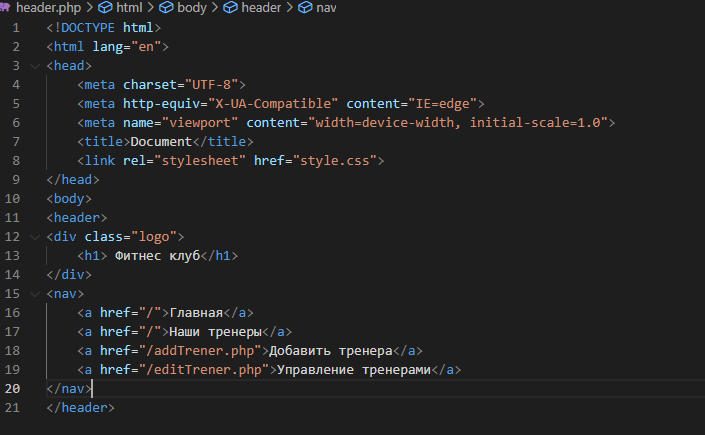 header.php > html > body > header > nav
1 <!DOCTYPE html>
2 <html lang="en">
3 <head>
4 <meta charset="UTF-8">
5 <meta http-equiv="X-UA-Compatible" content="IE=edge">
6 <meta name="viewport" content="width=device-width, initial-scale=1.0">
7 <title>Document</title>
8 <link rel="stylesheet" href="style.css">
9 </head>
10 <body>
11 <header>
12 <div class="logo">
13 <h1> Фитнес клуб</h1>
14 </div>
15 <nav>
16 <a href="/">Главная</a>
17 <a href="/">Наши тренеры</a>
18 <a href="/addTrener.php">Добавить тренера</a>
19 <a href="/editTrener.php">Управление тренерами</a>
20 </nav>
21 </header>